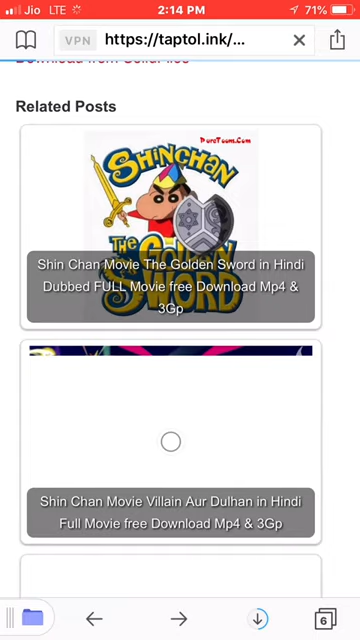 Jio LTE 2:14 PM 71%
VPN https://taptol.ink/...
Related Posts
PureToons.Com
SHINCHAN
THE GOLDEN
SWORD
Shin Chan Movie The Golden Sword in Hindi
Dubbed FULL Movie free Download Mp4 &
3Gp
Shin Chan Movie Villain Aur Dulhan in Hindi
Full Movie free Download Mp4 & 3Gp
6